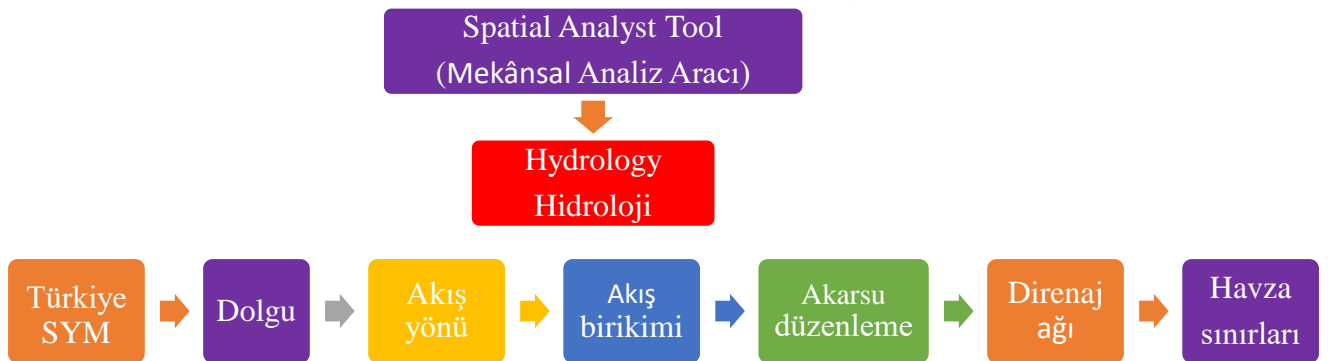 Spatial Analyst Tool
(Mekânsal Analiz Aracı)
Hydrology
Hidroloji
Türkiye
SYM
Dolgu
Akış
yönü
Akış
birikimi
Akarsu
düzenleme
Direnaj
ağı
Havza
sınırları